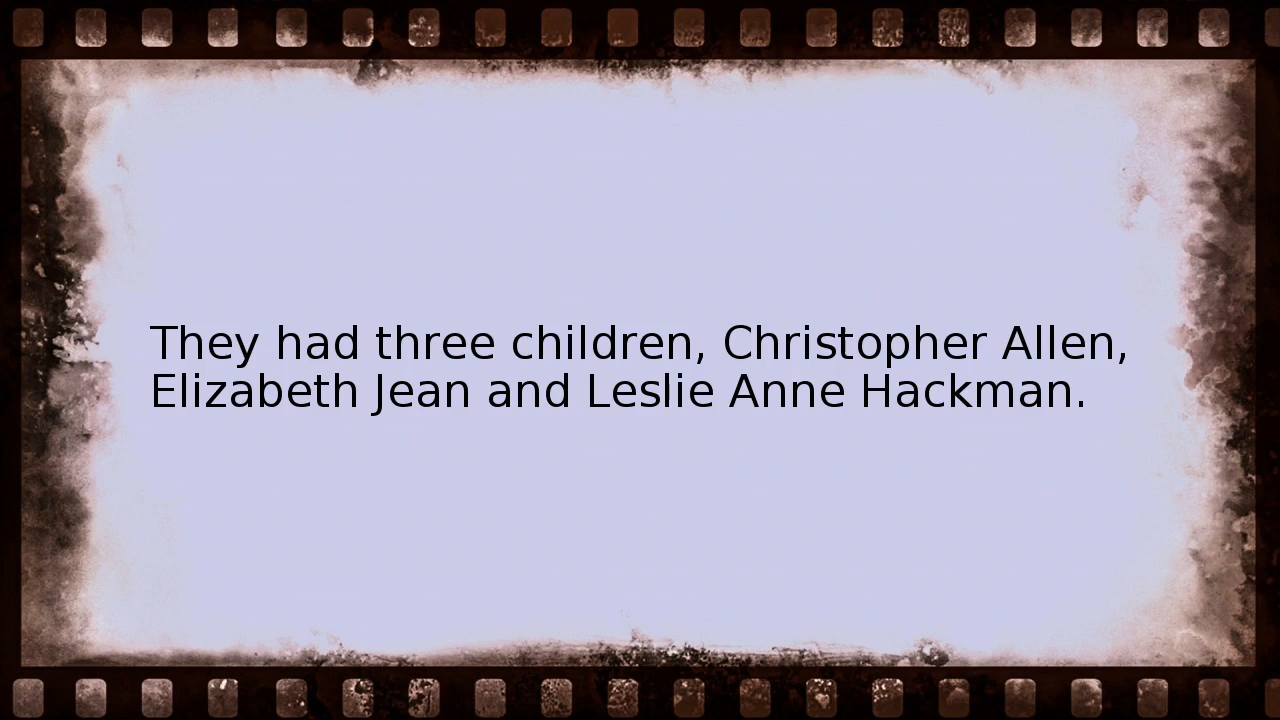 They had three children, Christopher Allen,
Elizabeth Jean and Leslie Anne Hackman.